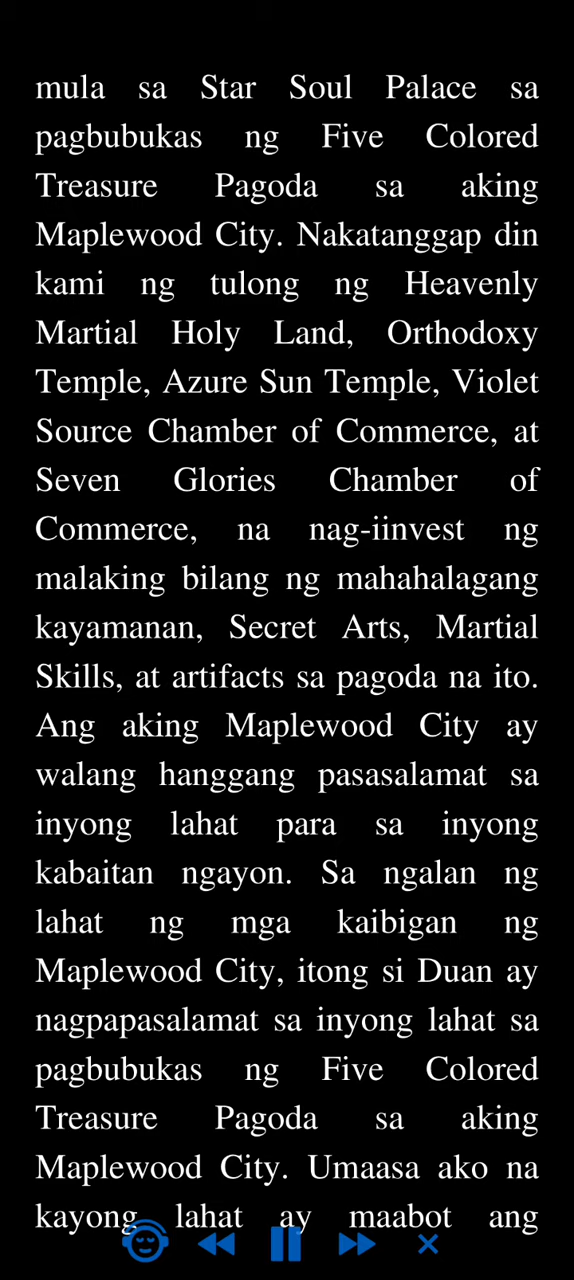 mula sa Star Soul Palace sa
pagbubukas ng Five Colored
Treasure Pagoda sa aking
Maplewood City. Nakatanggap din
kami ng tulong ng Heavenly
Martial Holy Land, Orthodoxy
Temple, Azure Sun Temple, Violet
Source Chamber of Commerce, at
Seven Glories Chamber of
Commerce, na nag-iinvest ng
malaking bilang ng mahahalagang
kayamanan, Secret Arts, Martial
Skills, at artifacts sa pagoda na ito.
Ang aking Maplewood City ay
walang hanggang pasasalamat sa
inyong lahat para sa inyong
kabaitan ngayon. Sa ngalan ng
lahat ng mga kaibigan ng
Maplewood City, itong si Duan ay
nagpapasalamat sa inyong lahat sa
pagbubukas ng Five Colored
Treasure Pagoda sa aking
Maplewood City. Umaasa ako na
kayong lahat ay maabot ang